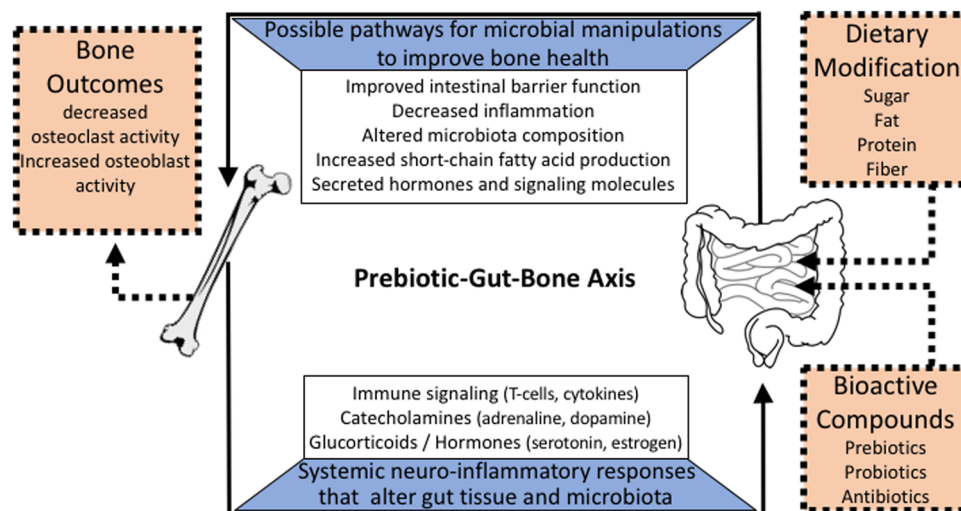 Bone
Outcomes
decreased
osteoclast activity
Increased osteoblast
activity
Possible pathways for microbial manipulations
to improve bone health
Improved intestinal barrier function
Decreased inflammation
Altered microbiota composition
Increased short-chain fatty acid production
Secreted hormones and signaling molecules
Dietary
Modification
Sugar
Fat
Protein
Fiber
Prebiotic-Gut-Bone Axis
Immune signaling (T-cells, cytokines)
Catecholamines (adrenaline, dopamine)
Glucorticoids / Hormones (serotonin, estrogen)
Systemic neuro-inflammatory responses
that alter gut tissue and microbiota
Bioactive
Compounds
Prebiotics
Probiotics
Antibiotics